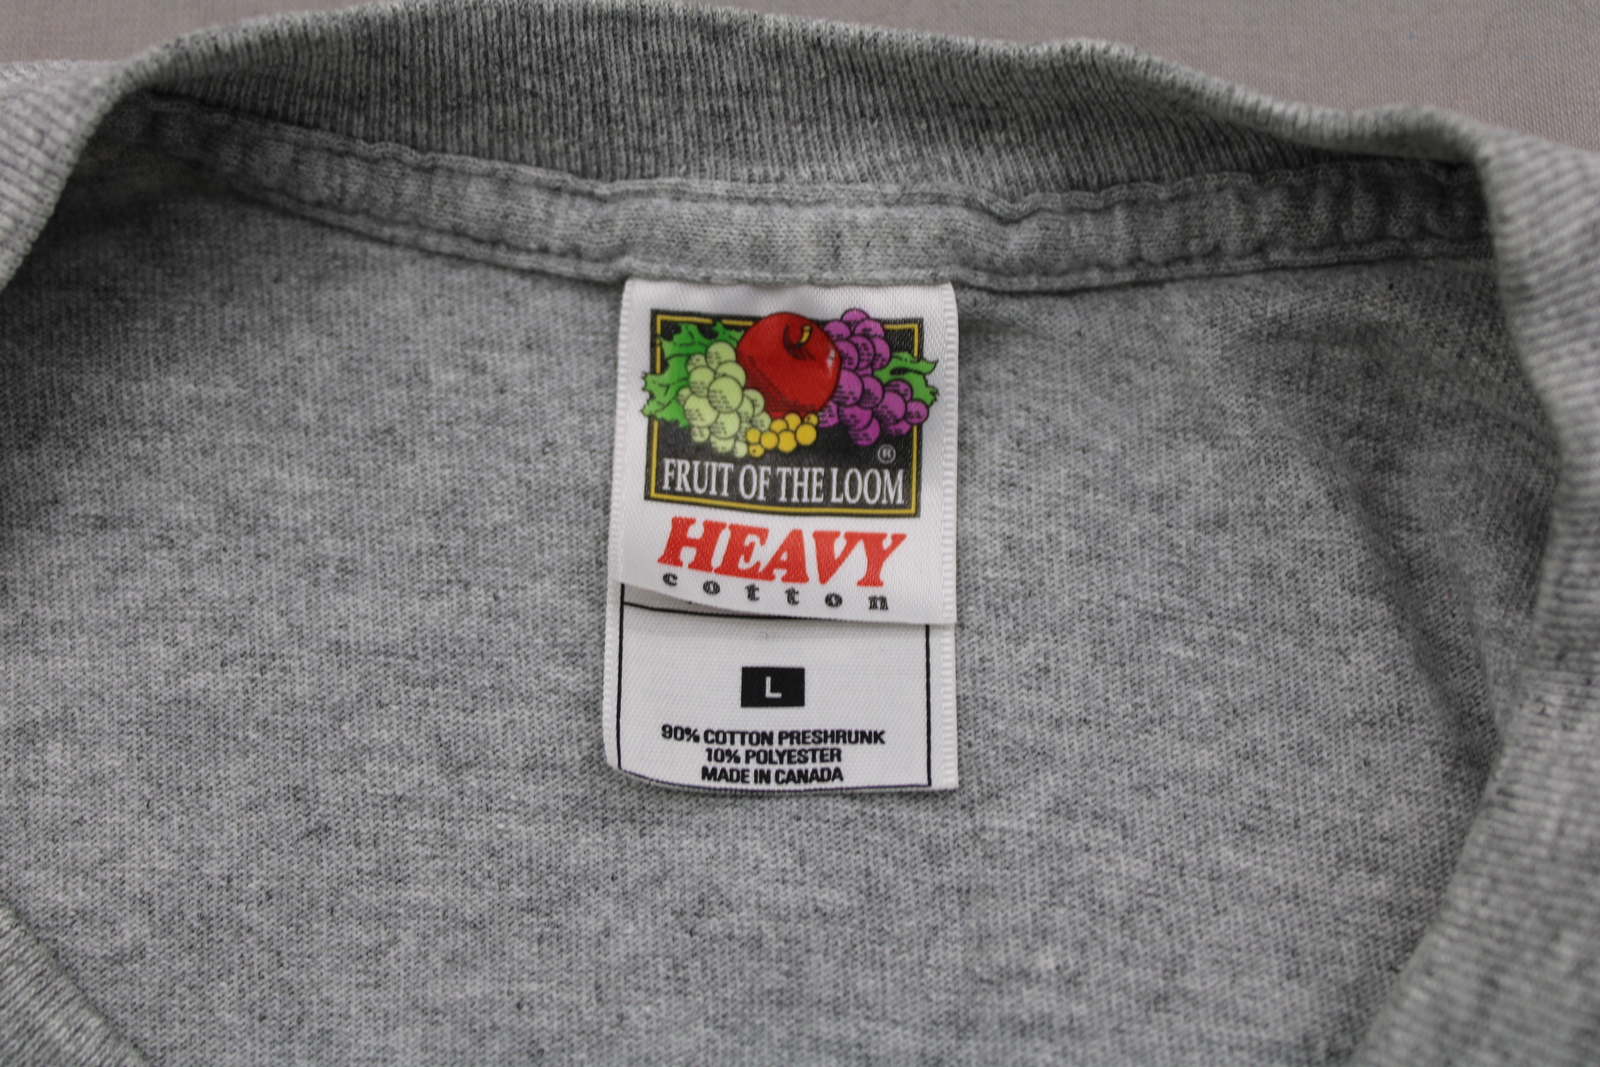 ®
FRUIT OF THE LOOM
HEAVY
cotton
L
90% COTTON PRESHRUNK
10% POLYESTER
MADE IN CANADA